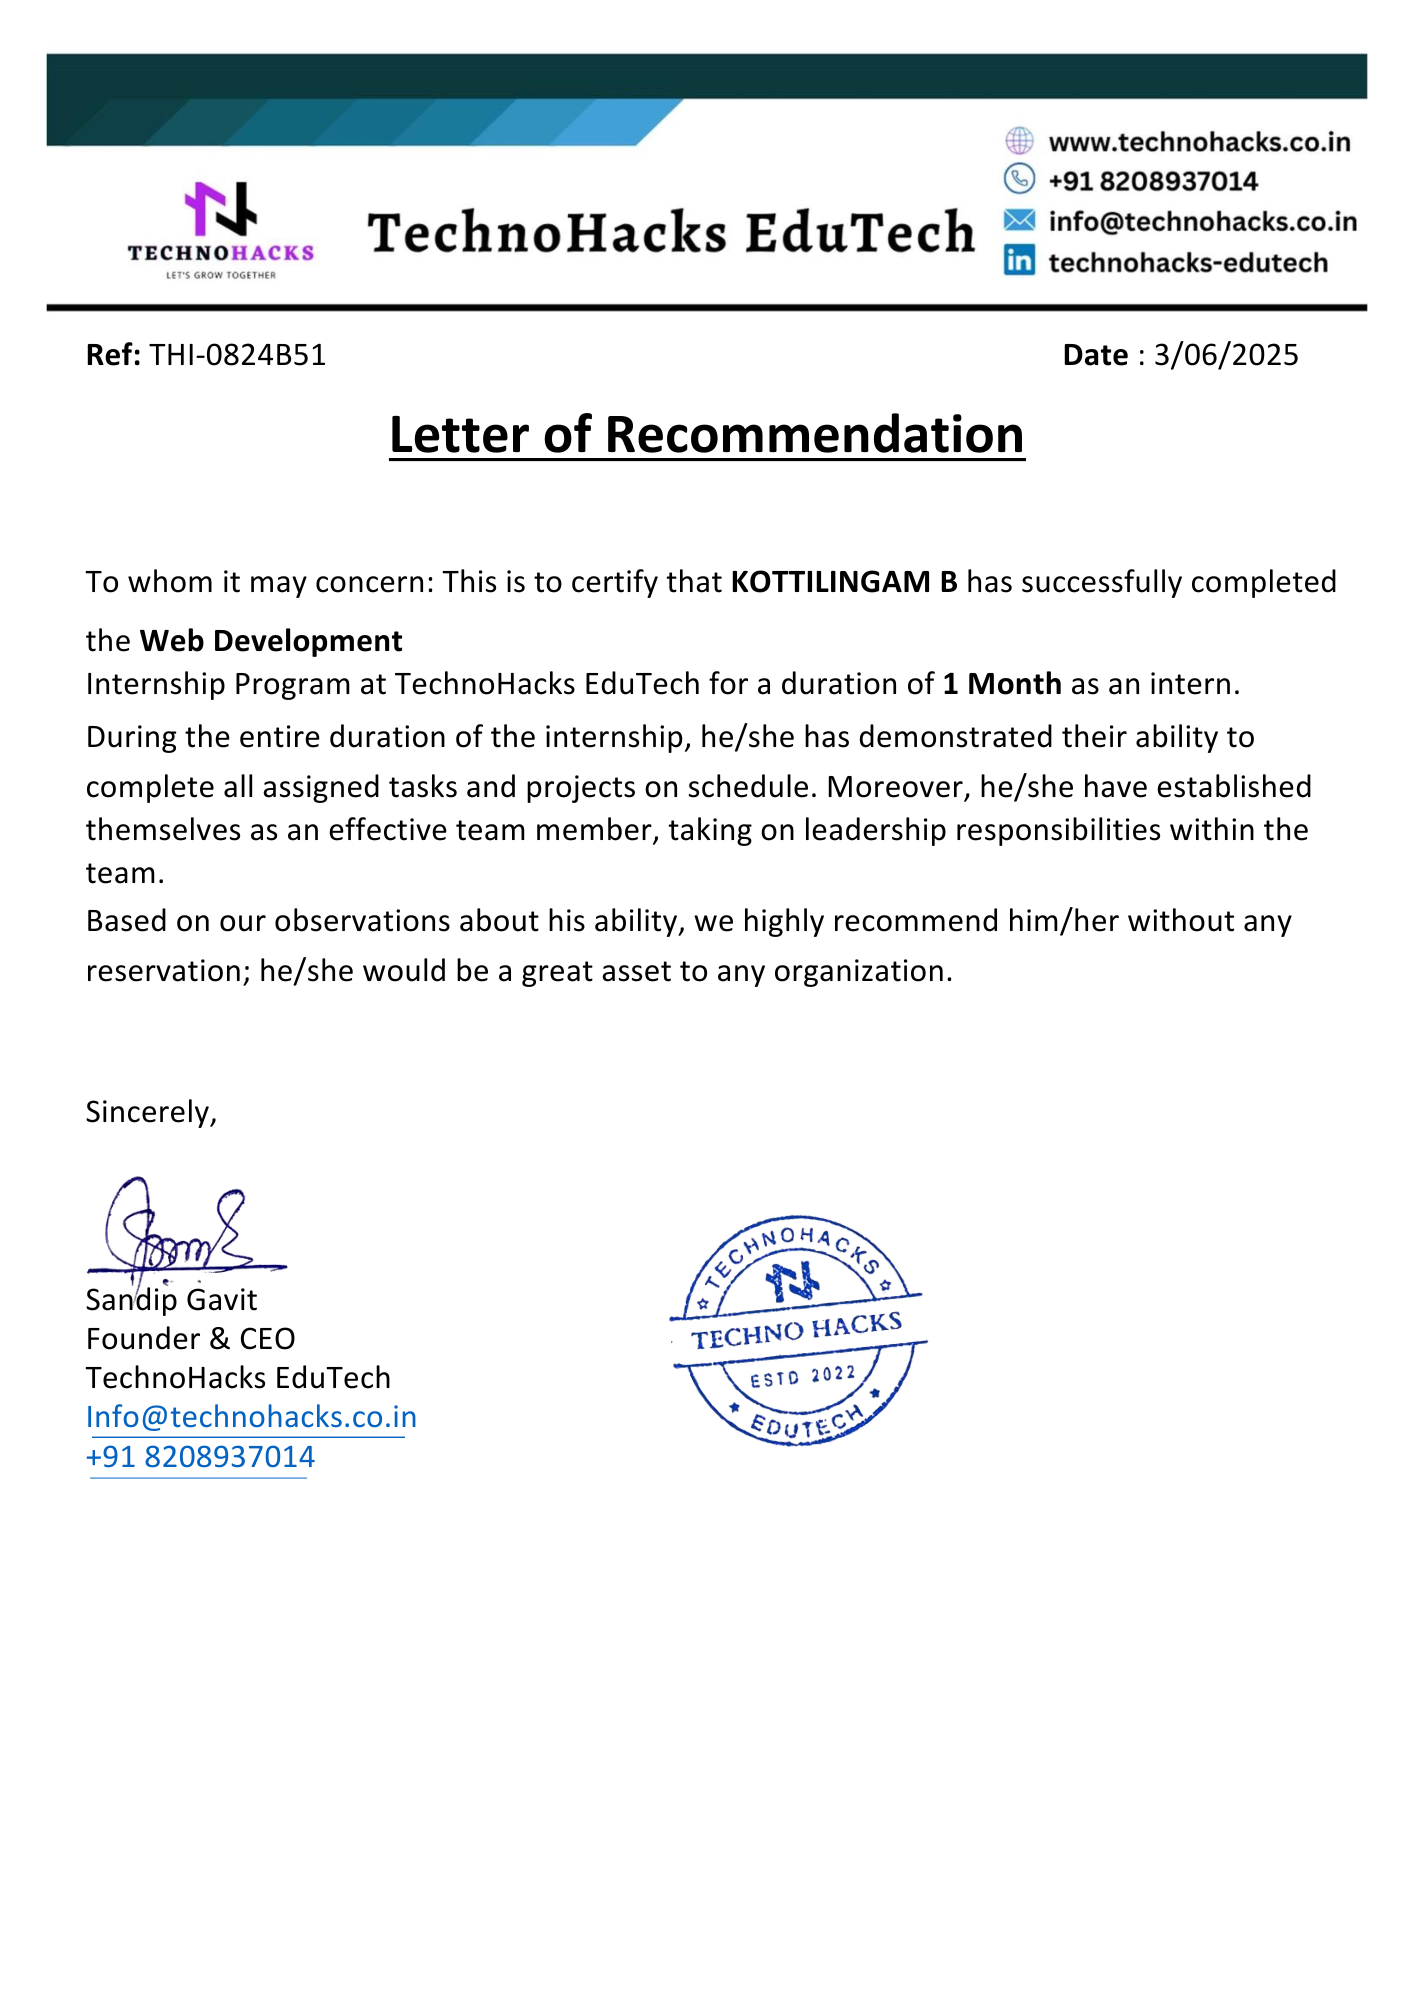 www.technohacks.co.in
+91 8208937014
info@technohacks.co.in
technohacks-edutech
TECHNOHACKS
LET'S GROW TOGETHER
TechnoHacks EduTech
Ref: THI-0824B51
Date : 3/06/2025
Letter of Recommendation
To whom it may concern: This is to certify that KOTTILINGAM B has successfully completed
the Web Development
Internship Program at TechnoHacks EduTech for a duration of 1 Month as an intern.
During the entire duration of the internship, he/she has demonstrated their ability to
complete all assigned tasks and projects on schedule. Moreover, he/she have established
themselves as an effective team member, taking on leadership responsibilities within the
team.
Based on our observations about his ability, we highly recommend him/her without any
reservation; he/she would be a great asset to any organization.
Sincerely,
Sandip Gavit
Founder & CEO
TechnoHacks EduTech
Info@technohacks.co.in
+91 8208937014
TECHNOHACKS
TECHNO HACKS
ESTD 2022
EDUTECH